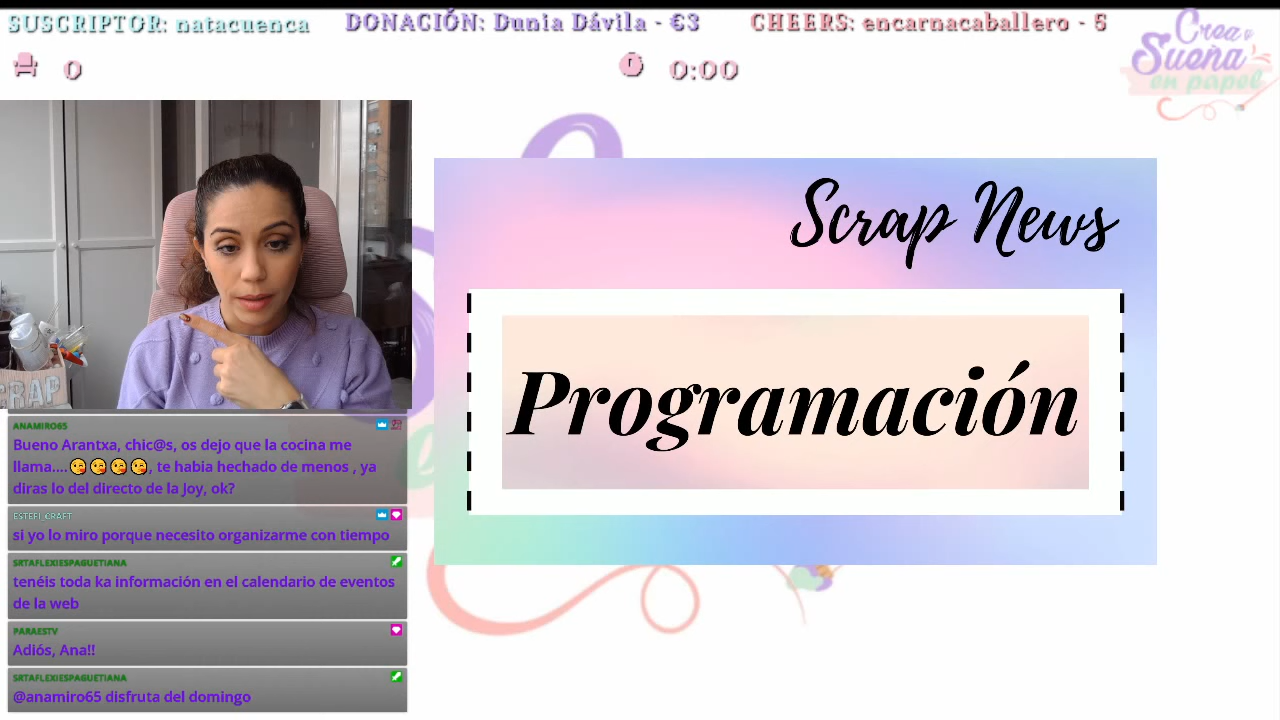 SUSCRIPTOR: natacuenca
DONACIÓN: Dunia Dávila - €3
CHEERS: encarnacaballero - 5
Crea y
Sueña
en papel
0
0:00
Scrap News
Programación
SCRAP
ANAMIRO65
Bueno Arantxa, chic@s, os dejo que la cocina me
llama....😋😋😋😋, te habia hechado de menos , ya
diras lo del directo de la Joy, ok?
ESTEFI_CRAFT
si yo lo miro porque necesito organizarme con tiempo
SRTAFLEXIESPAGUETIANA
tenéis toda ka información en el calendario de eventos
de la web
PARAESTV
Adiós, Ana!!
SRTAFLEXIESPAGUETIANA
@anamiro65 disfruta del domingo